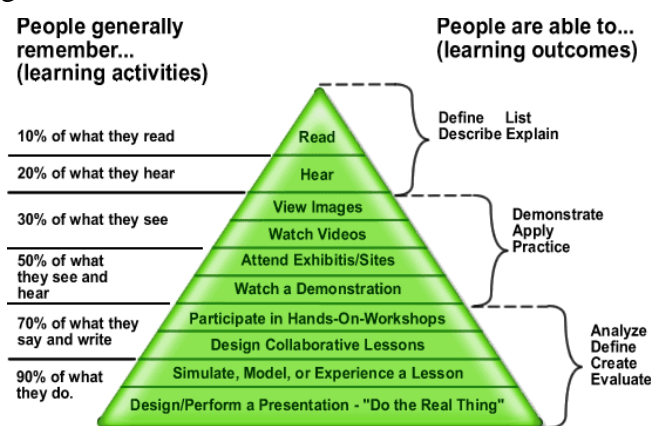 People generally
remember...
(learning activities)
People are able to...
(learning outcomes)
10% of what they read
20% of what they hear
30% of what they see
50% of what
they see and
hear
70% of what they
say and write
90% of what
they do.
Read
Hear
View Images
Watch Videos
Attend Exhibitis/Sites
Watch a Demonstration
Participate in Hands-On-Workshops
Design Collaborative Lessons
Simulate, Model, or Experience a Lesson
Design/Perform a Presentation - "Do the Real Thing"
Define List
Describe Explain
Demonstrate
Apply
Practice
Analyze
Define
Create
Evaluate